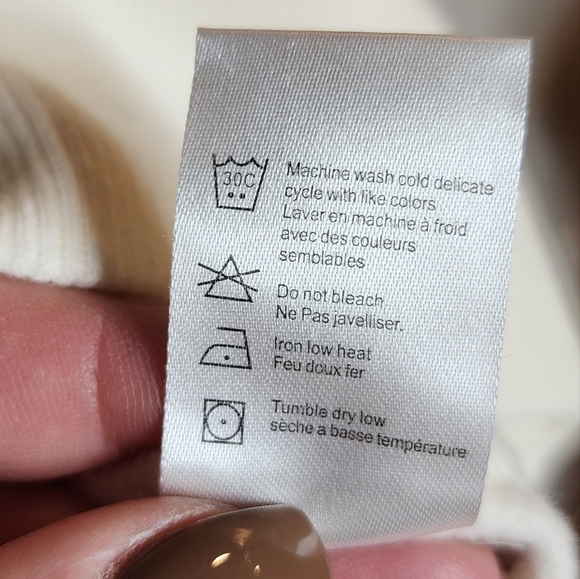 30C
Machine wash cold delicate
cycle with like colors
Laver en machine à froid
avec des couleurs
semblables
Do not bleach
Ne Pas javelliser.
Iron low heat
Feu doux fer
Tumble dry low
sèche a basse température